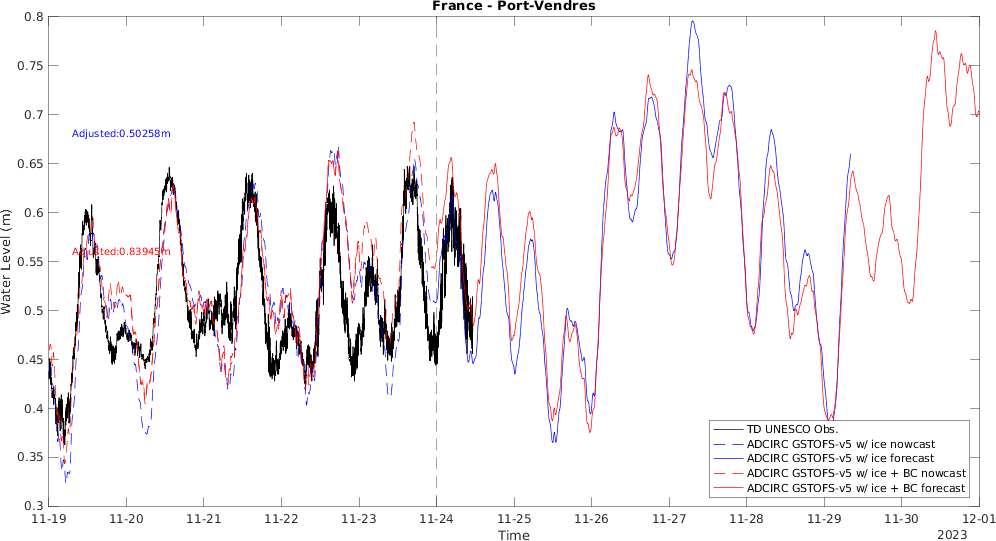 France - Port-Vendres
0.8
0.75
0.7
0.65
0.6
0.55
0.5
0.45
0.4
0.35
0.3
Water Level (m)
Adjusted:0.50258m
Adjusted:0.83945m
TD UNESCO Obs.
ADCIRC GSTOFS-v5 w/ ice nowcast
ADCIRC GSTOFS-v5 w/ ice forecast
ADCIRC GSTOFS-v5 w/ ice + BC nowcast
ADCIRC GSTOFS-v5 w/ ice + BC forecast
11-19 11-20 11-21 11-22 11-23 11-24 11-25 11-26 11-27 11-28 11-29 11-30 12-01
Time
2023